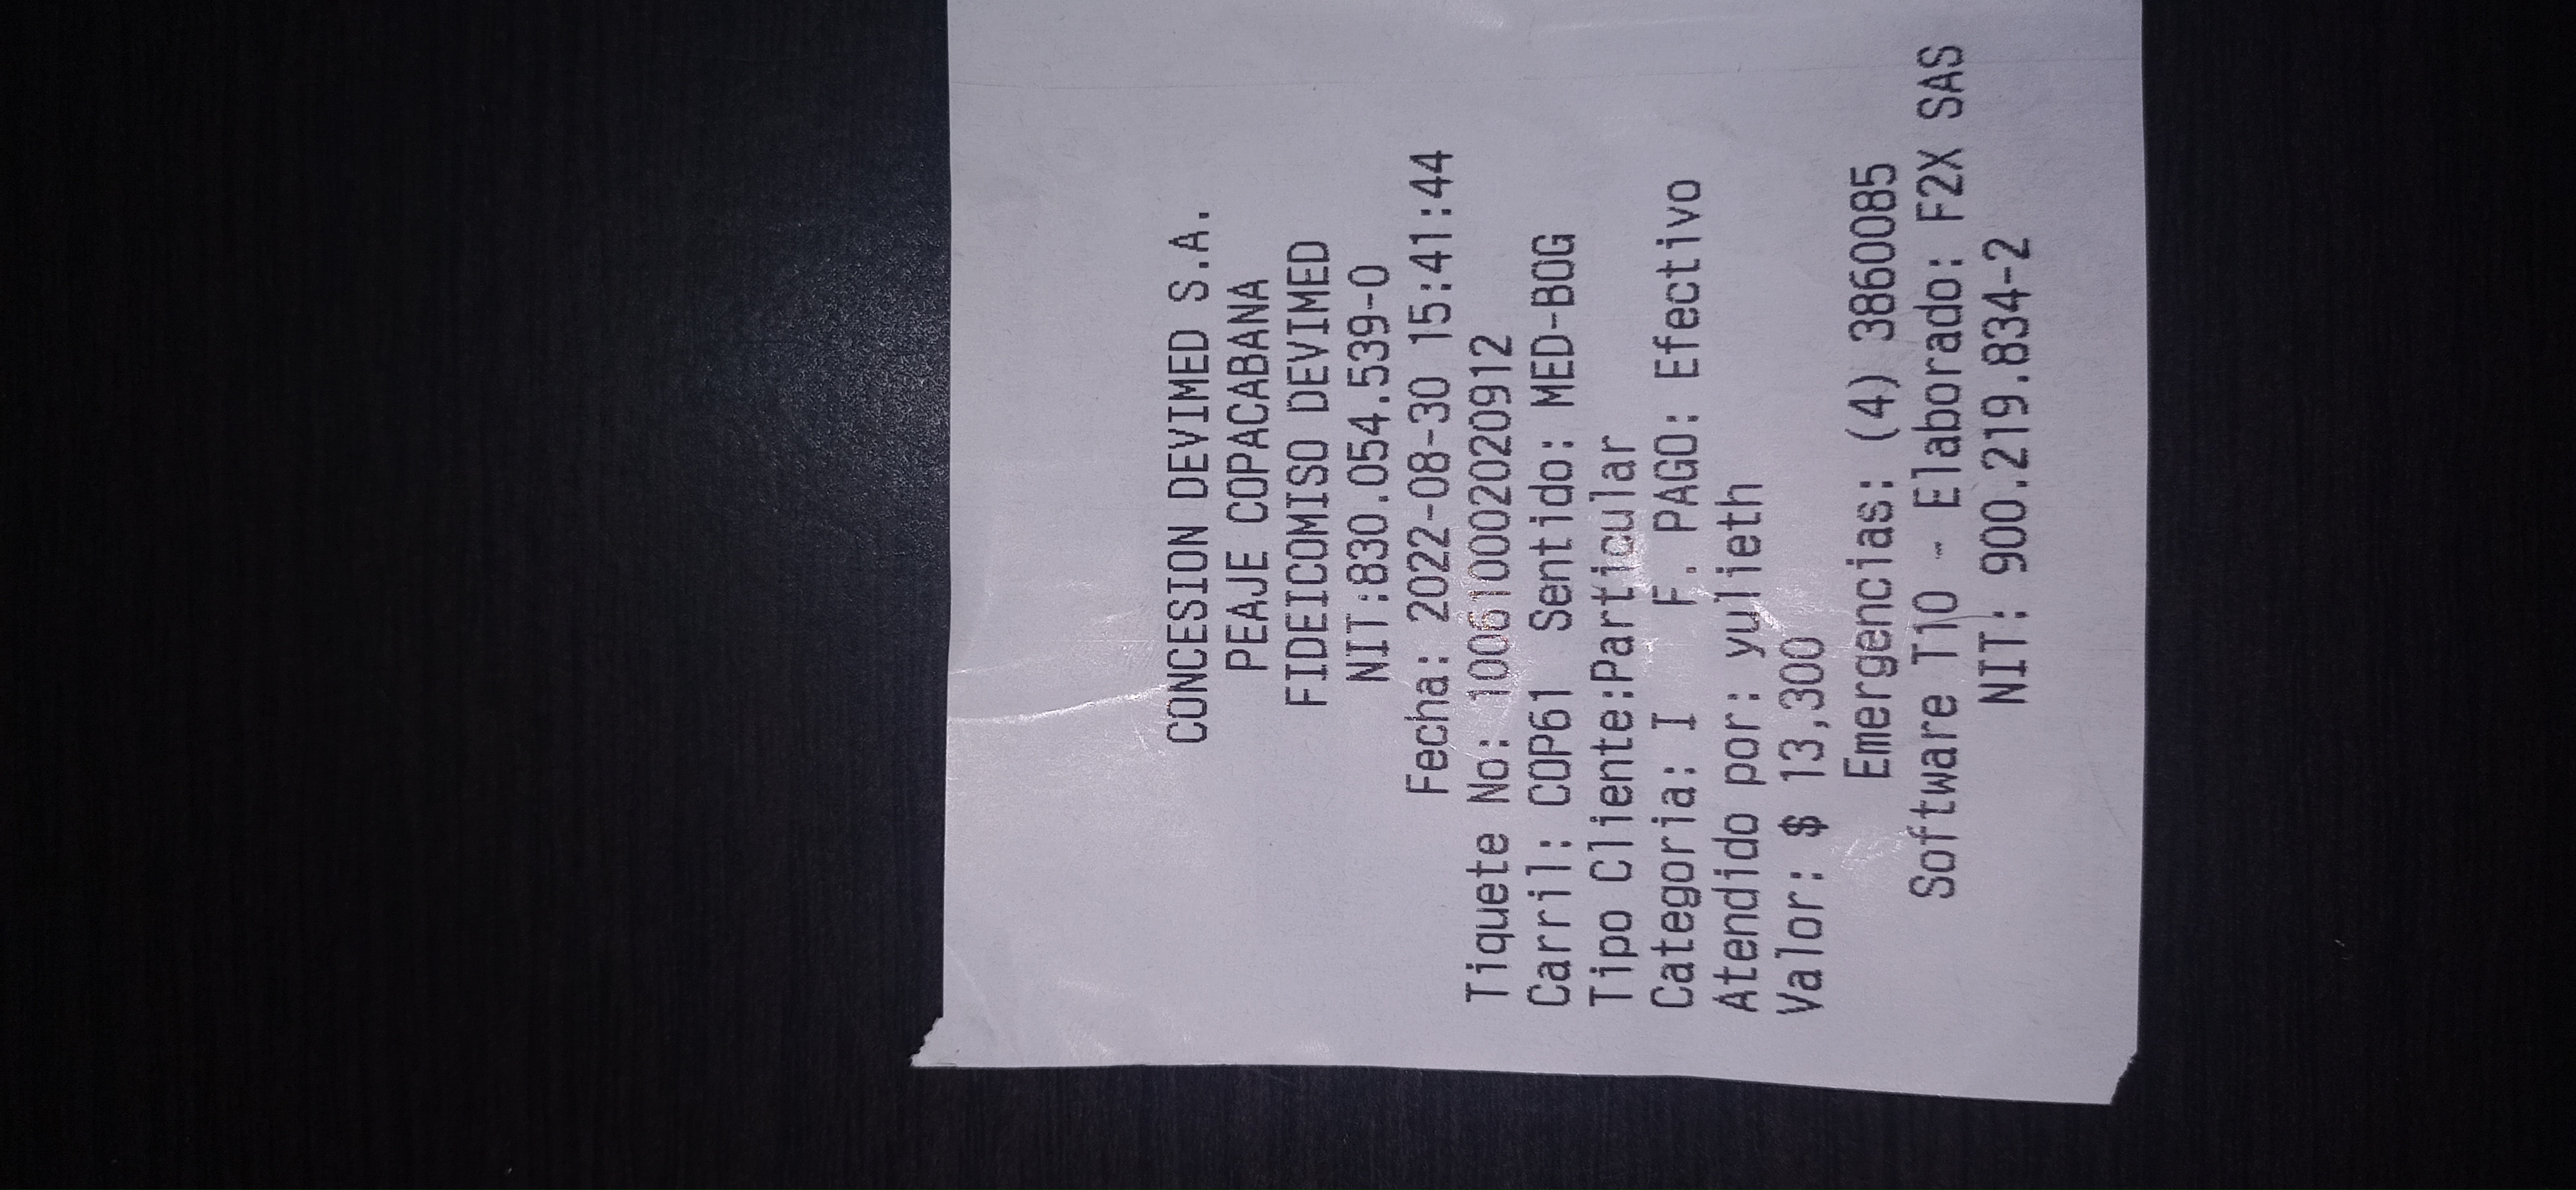 CONCESION DEVIMED S.A.
PEAJE COPACABANA
FIDEICOMISO DEVIMED
NIT:830.054.539-0
Fecha: 2022-08-30 15:41:44
Tiquete No: 1006100020220912
Carril: COP61 Sentido: MED-BOG
Tipo Cliente:Particular
Categoria: I F. PAGO: Efectivo
Atendido por: yulieth
Valor: $ 13,300
Emergencias: (4) 3860085
Software T10 - Elaborado: F2X SAS
NIT: 900.219.834-2